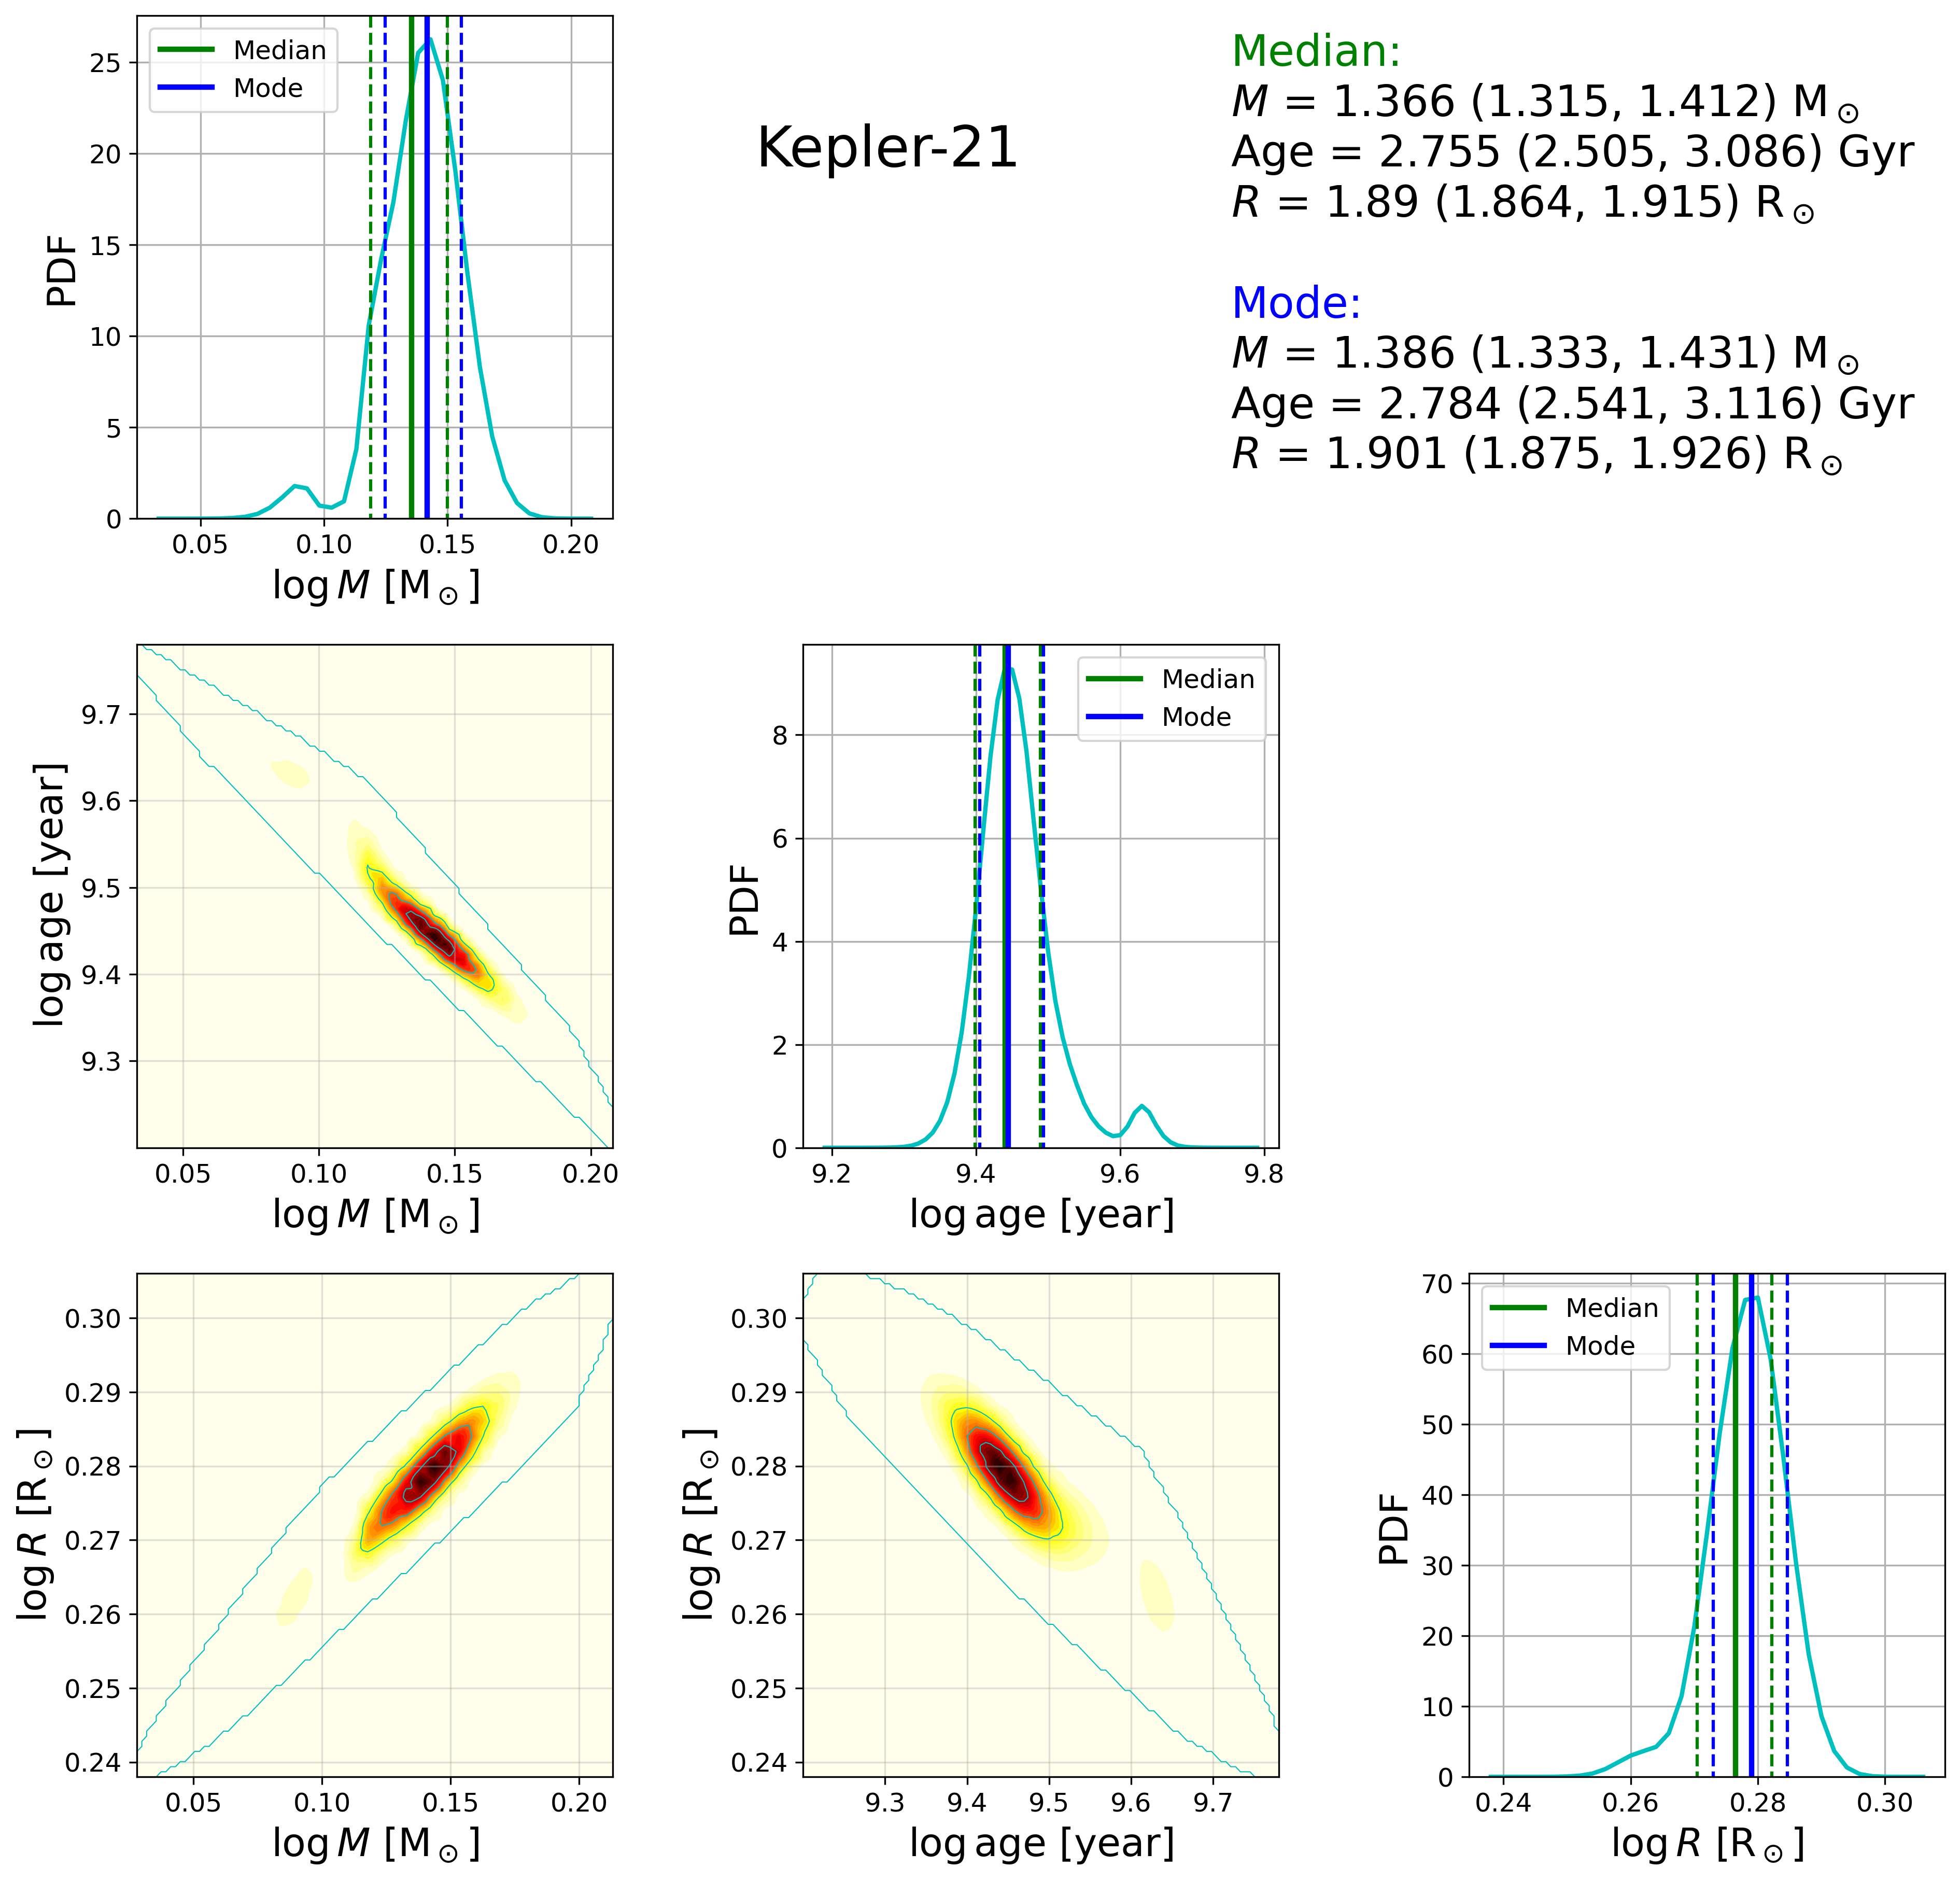 Median
Mode
25
20
15
10
5
0
PDF
0.05 0.10 0.15 0.20
log M [M⊙]
Kepler-21
Median:
M = 1.366 (1.315, 1.412) M⊙
Age = 2.755 (2.505, 3.086) Gyr
R = 1.89 (1.864, 1.915) R⊙
Mode:
M = 1.386 (1.333, 1.431) M⊙
Age = 2.784 (2.541, 3.116) Gyr
R = 1.901 (1.875, 1.926) R⊙
9.7
9.6
9.5
9.4
9.3
log age [year]
0.05 0.10 0.15 0.20
log M [M⊙]
Median
Mode
8
6
4
2
0
PDF
9.2 9.4 9.6 9.8
log age [year]
0.30
0.29
0.28
0.27
0.26
0.25
0.24
log R [R⊙]
0.05 0.10 0.15 0.20
log M [M⊙]
0.30
0.29
0.28
0.27
0.26
0.25
0.24
log R [R⊙]
9.3 9.4 9.5 9.6 9.7
log age [year]
Median
Mode
70
60
50
40
30
20
10
0
PDF
0.24 0.26 0.28 0.30
log R [R⊙]